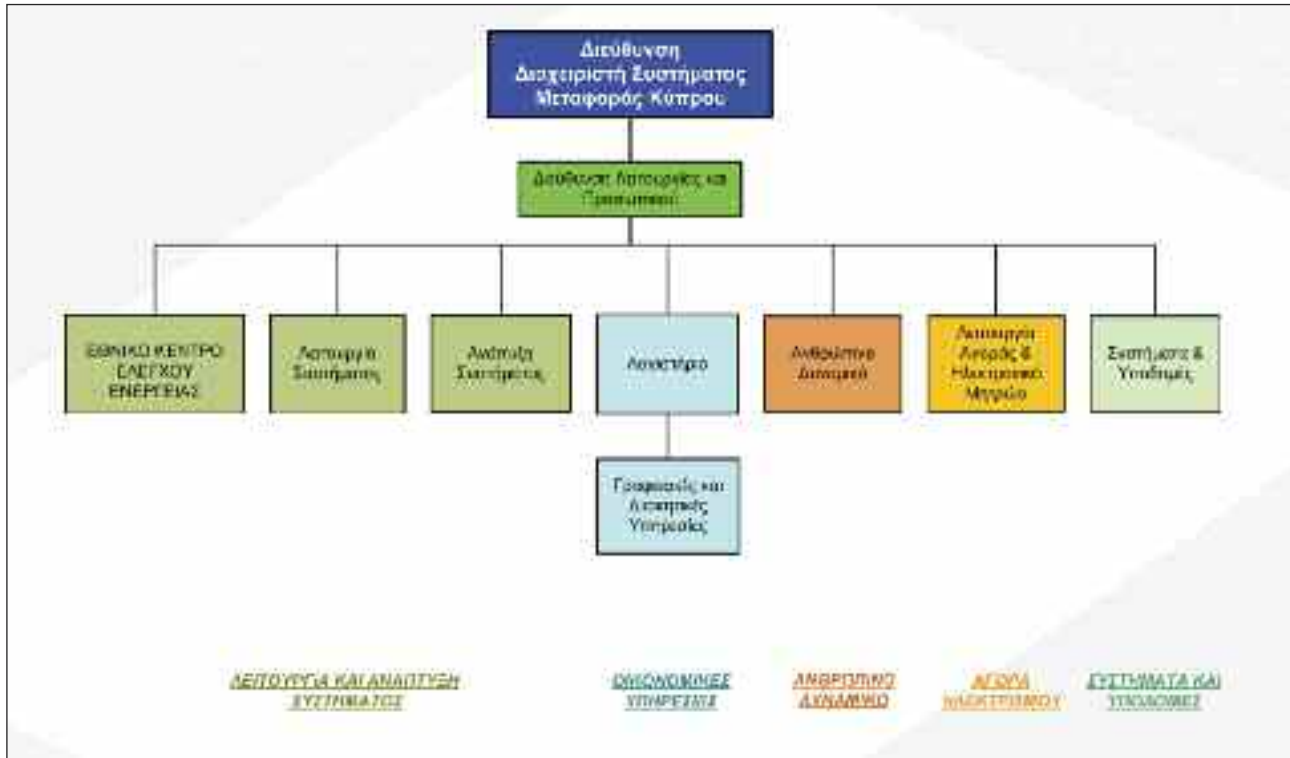 Διεύθυνση
Διαχειριστή Συστήματος
Μεταφοράς Κύπρου
Διεύθυνση Λειτουργίας και
Προσωπικού
ΕΘΝΙΚΟ ΚΕΝΤΡΟ
ΕΛΕΓΧΟΥ
ΕΝΕΡΓΕΙΑΣ
Λειτουργία
Συστήματος
Ανάπτυξη
Συστήματος
Λογιστήριο
Ανθρώπινο
Δυναμικό
Λειτουργία
Αγοράς &
Ηλεκτρονικό
Μητρώο
Συστήματα &
Υποδομές
Γραφειακές και
Διοικητικές
Υπηρεσίες
ΛΕΙΤΟΥΡΓΙΑ ΚΑΙ ΑΝΑΠΤΥΞΗ
ΣΥΣΤΗΜΑΤΟΣ
ΟΙΚΟΝΟΜΙΚΕΣ
ΥΠΗΡΕΣΙΕΣ
ΑΝΘΡΩΠΙΝΟ
ΔΥΝΑΜΙΚΟ
ΑΓΟΡΑ
ΗΛΕΚΤΡΙΣΜΟΥ
ΣΥΣΤΗΜΑΤΑ ΚΑΙ
ΥΠΟΔΟΜΕΣ